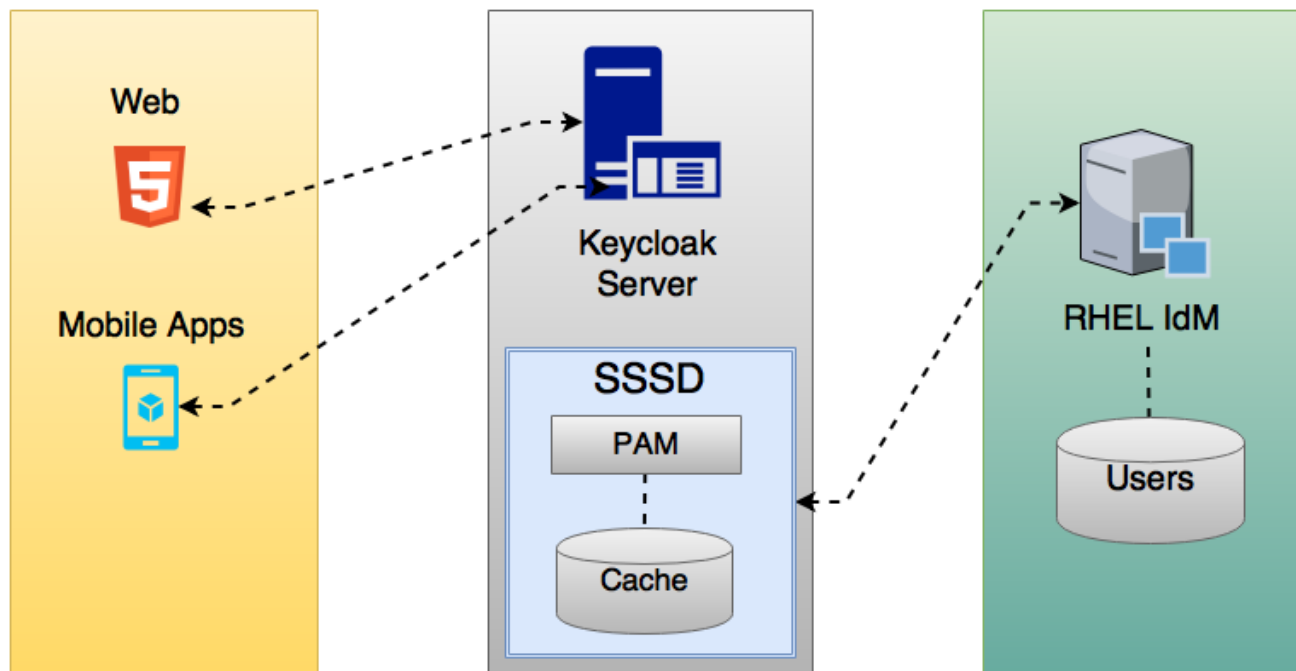 Web
Mobile Apps
Keycloak
Server
SSSD
PAM
Cache
RHEL IdM
Users